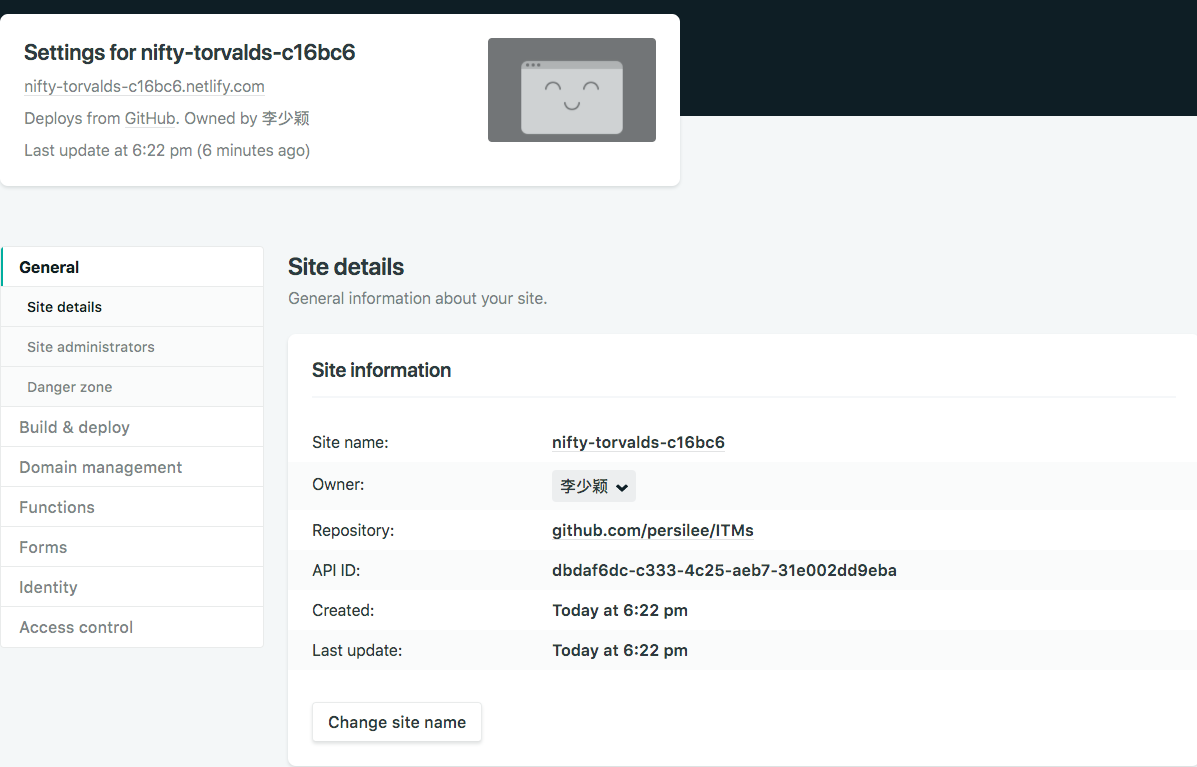 Settings for nifty-torvalds-c16bc6
nifty-torvalds-c16bc6.netlify.com
Deploys from GitHub. Owned by 李少颖
Last update at 6:22 pm (6 minutes ago)
General
Site details
Site administrators
Danger zone
Build & deploy
Domain management
Functions
Forms
Identity
Access control
Site details
General information about your site.
Site information
Site name: nifty-torvalds-c16bc6
Owner: 李少颖
Repository: github.com/persilee/ITMs
API ID: dbdaf6dc-c333-4c25-aeb7-31e002dd9eba
Created: Today at 6:22 pm
Last update: Today at 6:22 pm
Change site name